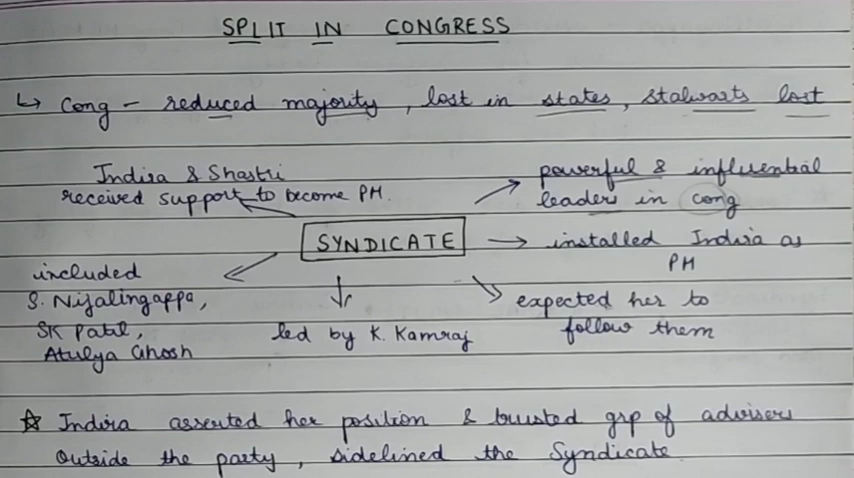 SPLIT IN CONGRESS
↳ Cong - reduced majority, lost in states, stalwarts lost
Indira & Shastri
received support to become PM.
powerful & influential
leaders in cong
SYNDICATE
installed Indira as
PM
included
S. Nijalingappa,
SK Patil,
Atulya Ghosh
led by K. Kamraj
expected her to
follow them
☆ Indira asserted her position & trusted grp of advisers
outside the party, sidelined the Syndicate